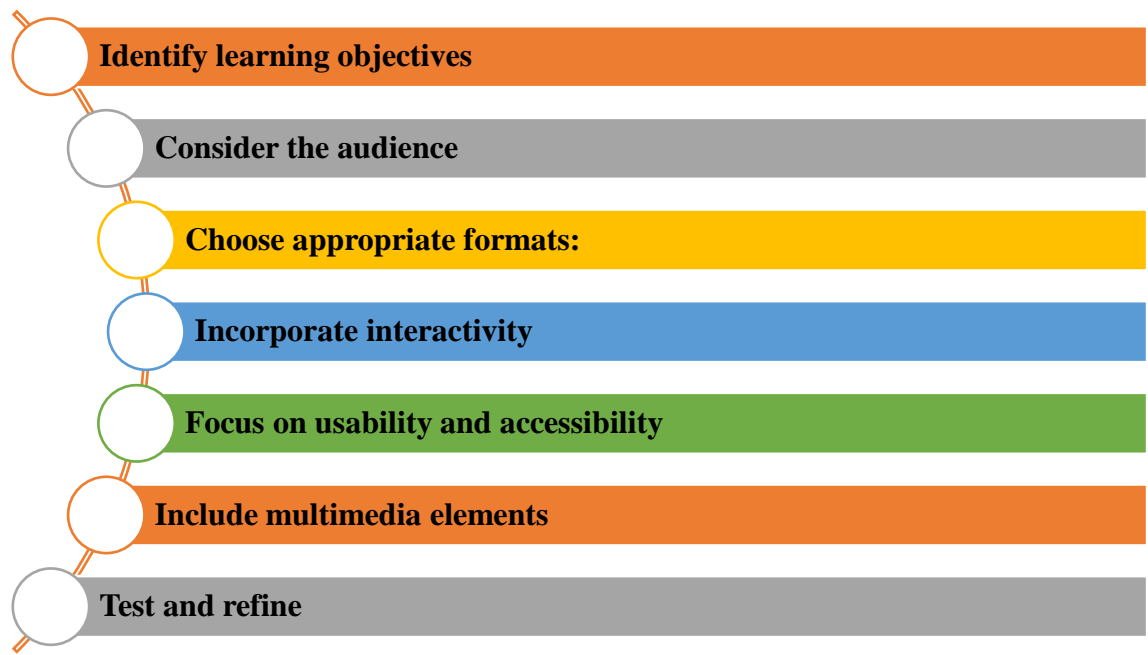 Identify learning objectives
Consider the audience
Choose appropriate formats:
Incorporate interactivity
Focus on usability and accessibility
Include multimedia elements
Test and refine